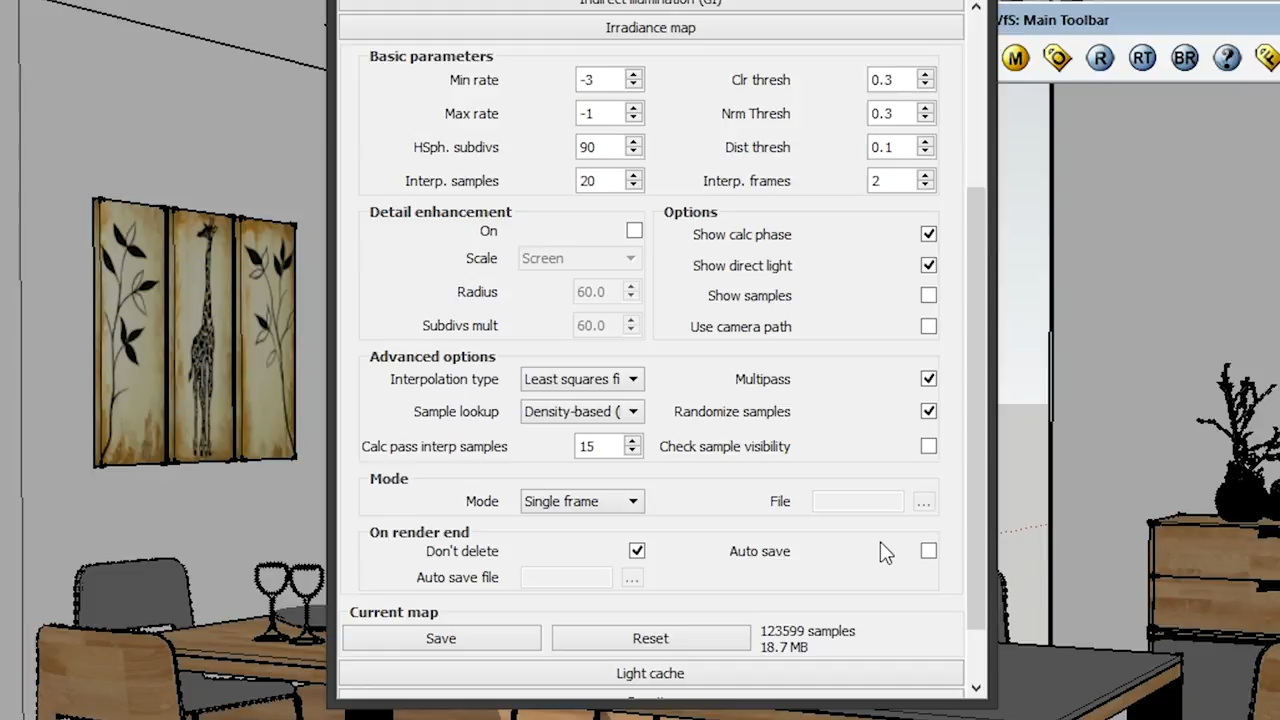 Indirect illumination (GI)
Irradiance map
VfS: Main Toolbar
M O R RT BR ? F
Basic parameters
Min rate -3 Clr thresh 0.3
Max rate -1 Nrm Thresh 0.3
HSph. subdivs 90 Dist thresh 0.1
Interp. samples 20 Interp. frames 2
Detail enhancement Options
On Show calc phase
Scale Screen Show direct light
Radius 60.0 Show samples
Subdivs mult 60.0 Use camera path
Advanced options
Interpolation type Least squares fi Multipass
Sample lookup Density-based ( Randomize samples
Calc pass interp samples 15 Check sample visibility
Mode
Mode Single frame File ...
On render end
Don't delete Auto save
Auto save file ...
Current map
Save Reset 123599 samples
18.7 MB
Light cache